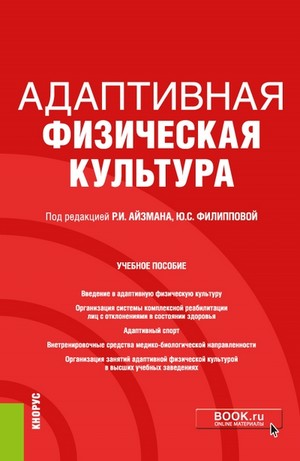 АДАПТИВНАЯ
ФИЗИЧЕСКАЯ
КУЛЬТУРА
Под редакцией Р.И. АЙЗМАНА, Ю.С. ФИЛИППОВОЙ
УЧЕБНОЕ ПОСОБИЕ
Введение в адаптивную физическую культуру
Организация системы комплексной реабилитации
лиц с отклонениями в состоянии здоровья
Адаптивный спорт
Внетренировочные средства медико-биологической направленности
Организация занятий адаптивной физической культурой
в высших учебных заведениях
КНОРУС
BOOK.ru
ONLINE МАТЕРИАЛЫ